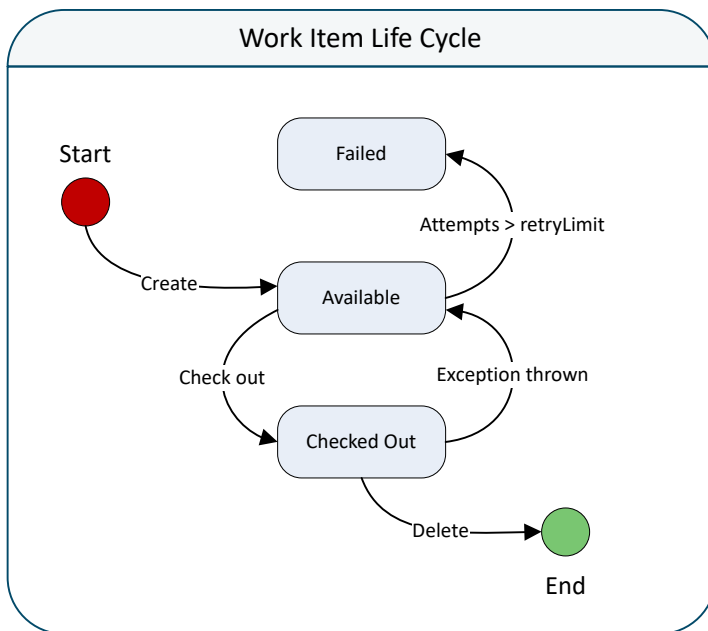 Work Item Life Cycle
Start
Failed
Attempts > retryLimit
Create
Available
Check out
Exception thrown
Checked Out
Delete
End